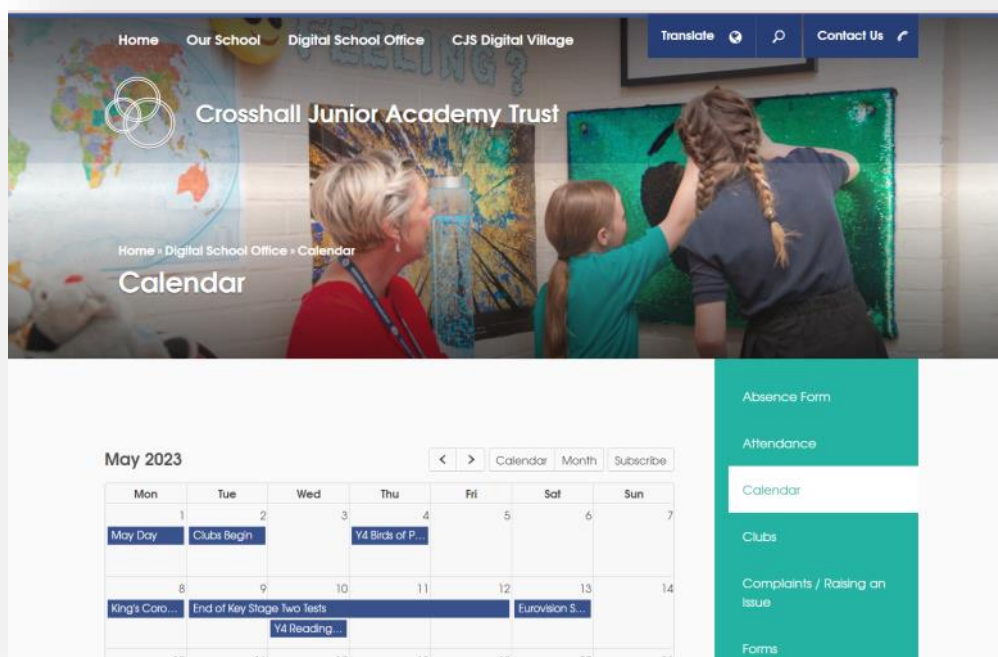 Home Our School Digital School Office CJS Digital Village Translate Contact Us
FEELING?
Crosshall Junior Academy Trust
Home » Digital School Office » Calendar
Calendar
Absence Form
Attendance
Calendar
Clubs
Complaints / Raising an
Issue
Forms
May 2023 < > Calendar Month Subscribe
Mon Tue Wed Thu Fri Sat Sun
1 2 3 4 5 6 7
May Day Clubs Begin Y4 Birds of P...
8 9 10 11 12 13 14
King's Coro... End of Key Stage Two Tests Eurovision S...
Y4 Reading...